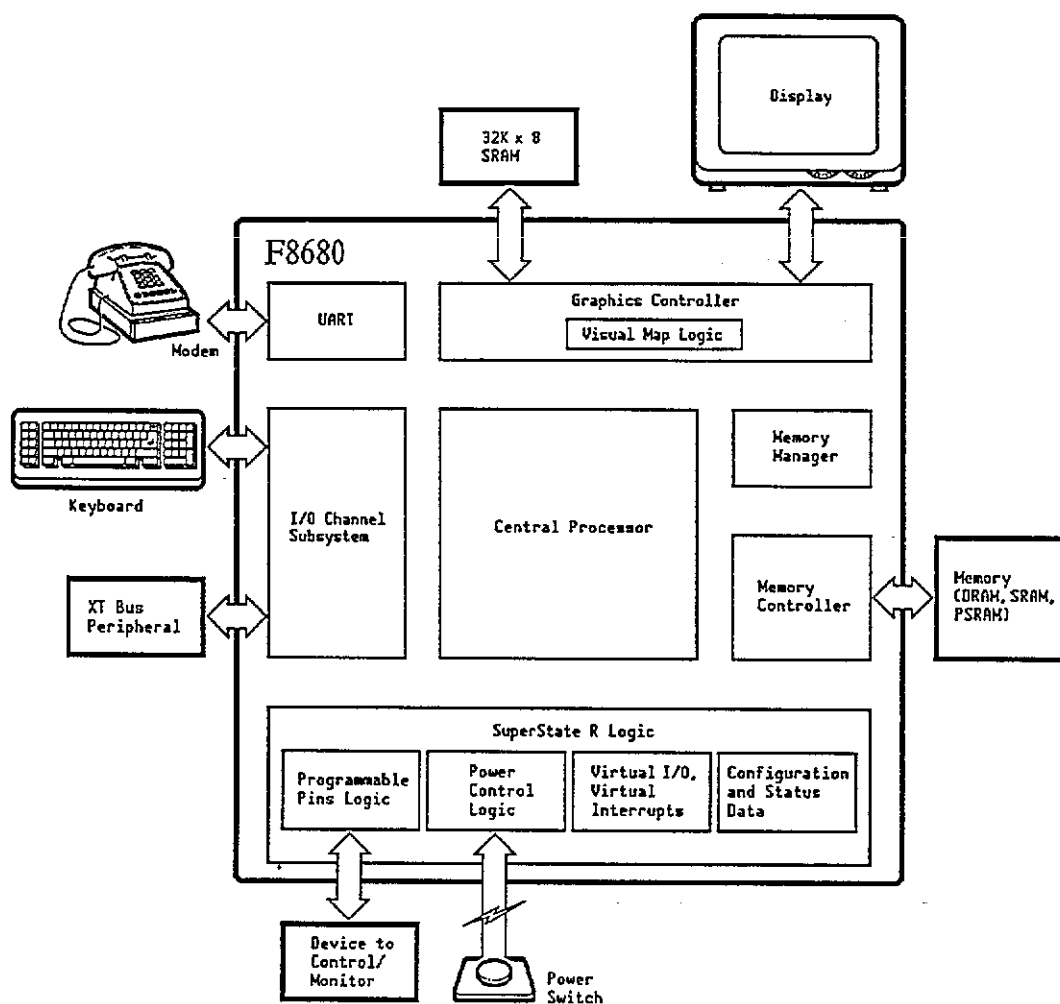 Display
32K x 8
SRAM
F8680
UART
Graphics Controller
Visual Map Logic
Modem
Keyboard
I/O Channel
Subsystem
Central Processor
Memory
Manager
XT Bus
Peripheral
Memory
Controller
Memory
(DRAM, SRAM,
PSRAM)
SuperState R Logic
Programmable
Pins Logic
Power
Control
Logic
Virtual I/O,
Virtual
Interrupts
Configuration
and Status
Data
Device to
Control/
Monitor
Power
Switch